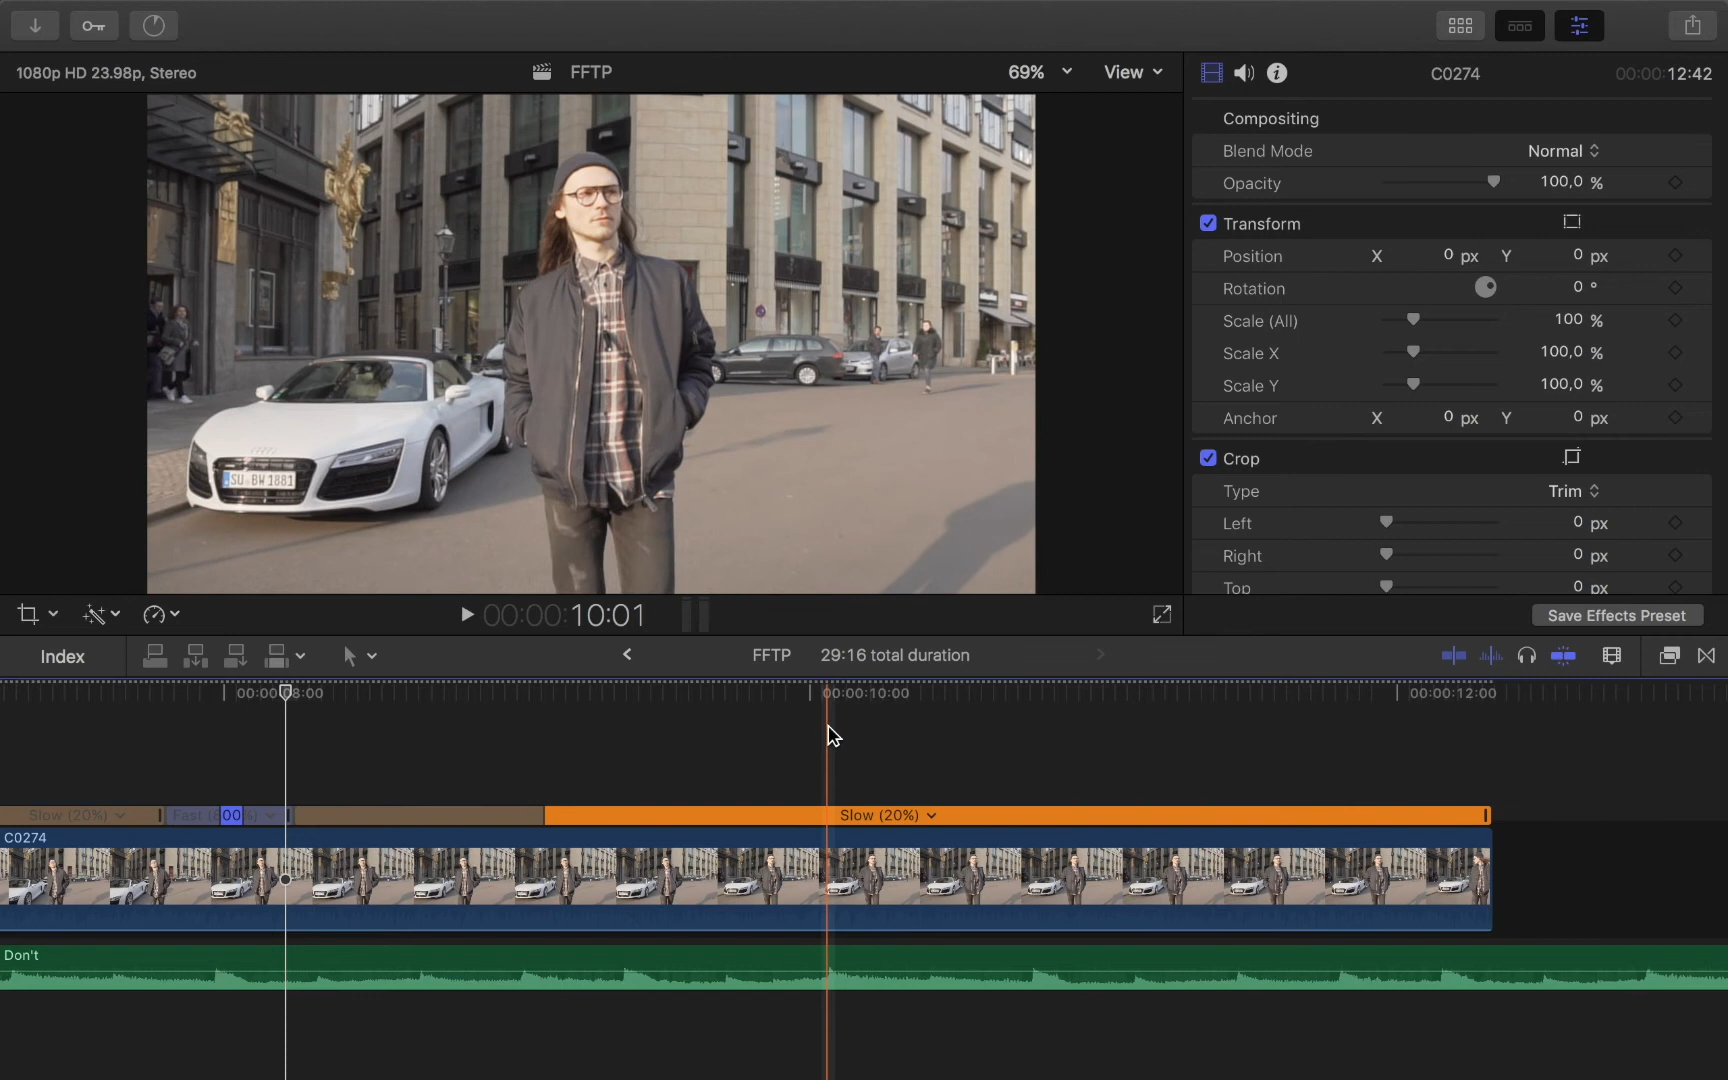 1080p HD 23.98p, Stereo
FFTP
69%
View
C0274
00:00:12:42
Compositing
Blend Mode
Normal
Opacity
100,0 %
Transform
Position
X
0 px
Y
0 px
Rotation
0 °
Scale (All)
100 %
Scale X
100,0 %
Scale Y
100,0 %
Anchor
X
0 px
Y
0 px
Crop
Type
Trim
Left
0 px
Right
0 px
Top
0 px
SU BW 1881
00:00:10:01
Save Effects Preset
Index
FFTP
29:16 total duration
00:00:08:00
00:00:10:00
00:00:12:00
Slow (20%)
Fast (800%)
Slow (20%)
C0274
Don't